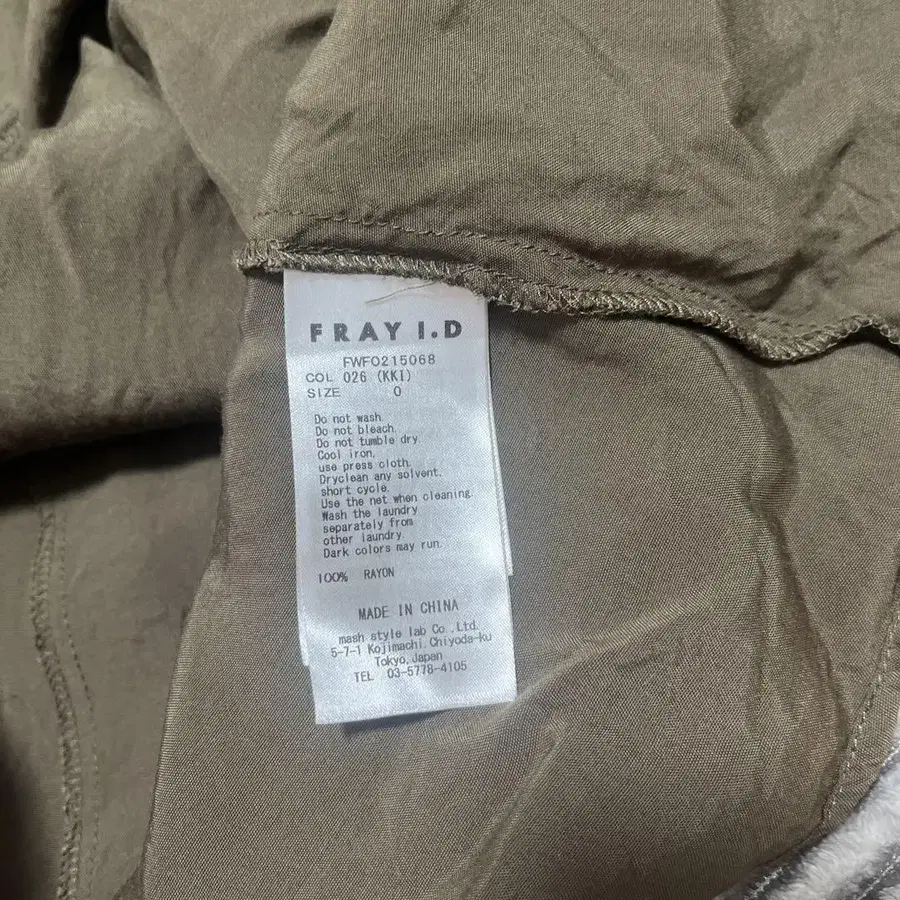 FRAY I.D
FWFO215068
COL 026 (KKI)
SIZE 0
Do not wash.
Do not bleach.
Do not tumble dry
Cool iron,
use press cloth.
Dryclean any solvent.
short cycle.
Use the net when cleaning.
Wash the laundry
separately from
other laundry.
Dark colors may run.
100% RAYON
MADE IN CHINA
mash style lab Co.,Ltd.
5-7-1 Kojimachi, Chiyoda-ku
Tokyo, Japan
TEL 03-5778-4105